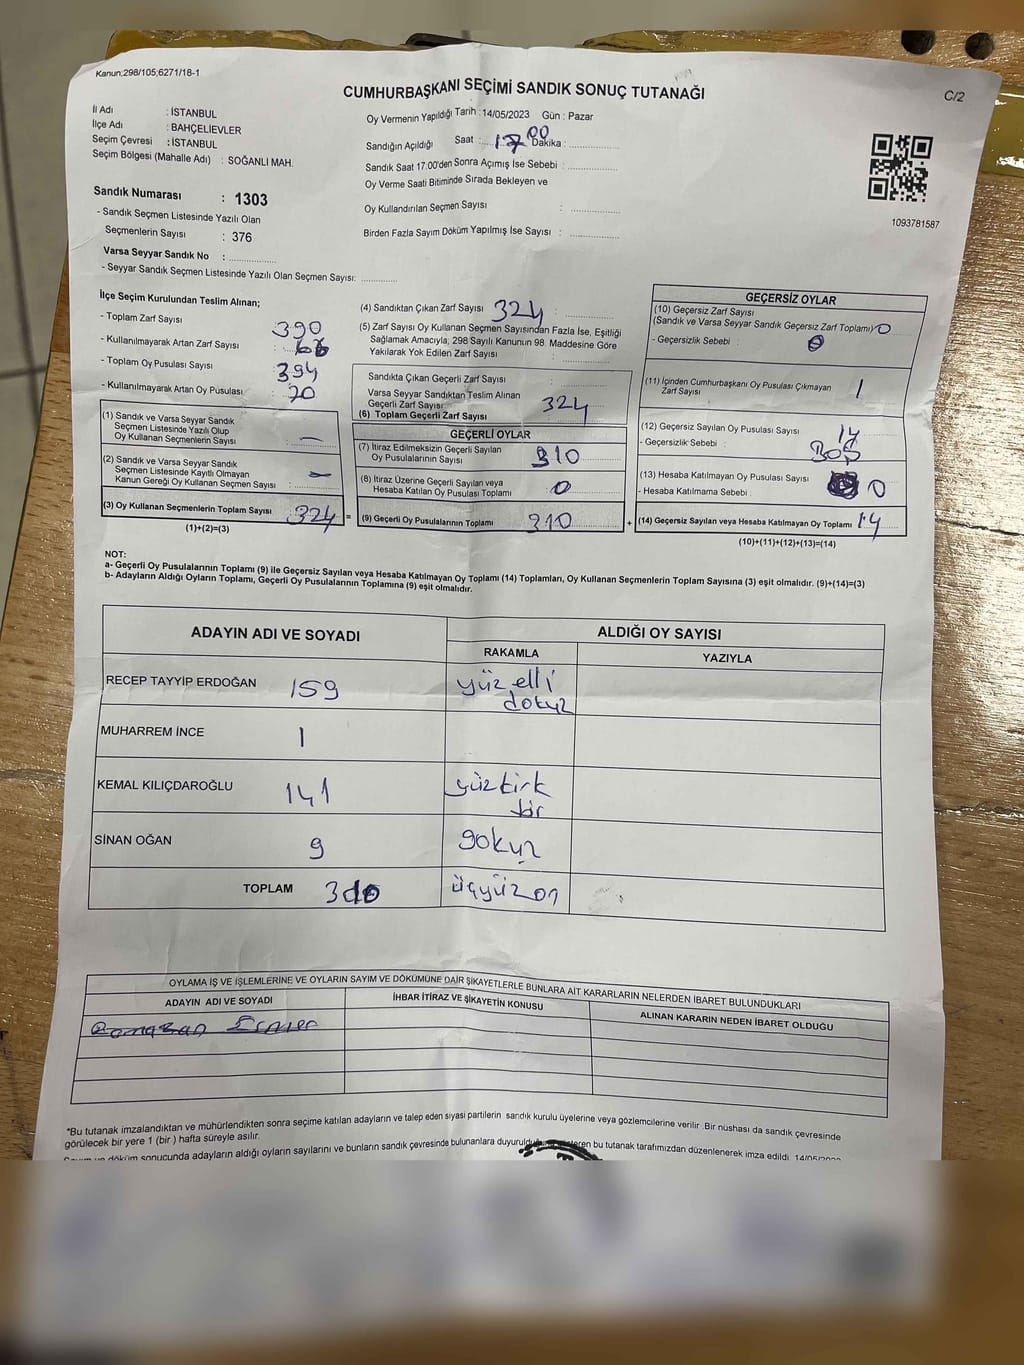 Kanun;298/105;6271/18-1
C/2
CUMHURBAŞKANI SEÇİMİ SANDIK SONUÇ TUTANAĞI
İl Adı : İSTANBUL
İlçe Adı : BAHÇELİEVLER
Seçim Çevresi : İSTANBUL
Seçim Bölgesi (Mahalle Adı) : SOĞANLI MAH.
Sandık Numarası : 1303
- Sandık Seçmen Listesinde Yazılı Olan
Seçmenlerin Sayısı : 376
Varsa Seyyar Sandık No :
- Seyyar Sandık Seçmen Listesinde Yazılı Olan Seçmen Sayısı:
Oy Vermenin Yapıldığı Tarih : 14/05/2023 Gün : Pazar
Sandığın Açıldığı Saat : 17 00 Dakika :
Sandık Saat 17:00'den Sonra Açımış İse Sebebi :
Oy Verme Saati Bitiminde Sırada Bekleyen ve
Oy Kullandırılan Seçmen Sayısı :
Birden Fazla Sayım Döküm Yapılmış İse Sayısı :
1093781587
İlçe Seçim Kurulundan Teslim Alınan;
- Toplam Zarf Sayısı 390
- Kullanılmayarak Artan Zarf Sayısı : 66
- Toplam Oy Pusulası Sayısı 394
- Kullanılmayarak Artan Oy Pusulası : 70
(1) Sandık ve Varsa Seyyar Sandık
Seçmen Listesinde Yazılı Olup
Oy Kullanan Seçmenlerin Sayısı : —
(2) Sandık ve Varsa Seyyar Sandık
Seçmen Listesinde Kayıtlı Olmayan
Kanun Gereği Oy Kullanan Seçmen Sayısı : —
(3) Oy Kullanan Seçmenlerin Toplam Sayısı 324 =
(1)+(2)=(3)
(4) Sandıktan Çıkan Zarf Sayısı 324 :
(5) Zarf Sayısı Oy Kullanan Seçmen Sayısından Fazla İse, Eşitliği
Sağlamak Amacıyla, 298 Sayılı Kanunun 98. Maddesine Göre
Yakılarak Yok Edilen Zarf Sayısı :
Sandıkta Çıkan Geçerli Zarf Sayısı :
Varsa Seyyar Sandıktan Teslim Alınan
Geçerli Zarf Sayısı
(6) Toplam Geçerli Zarf Sayısı 324
GEÇERLİ OYLAR
(7) İtiraz Edilmeksizin Geçerli Sayılan
Oy Pusulalarının Sayısı 310
(8) İtiraz Üzerine Geçerli Sayılan veya
Hesaba Katılan Oy Pusulası Toplamı 0
(9) Geçerli Oy Pusulalarının Toplamı 310 +
GEÇERSİZ OYLAR
(10) Geçersiz Zarf Sayısı
(Sandık ve Varsa Seyyar Sandık Geçersiz Zarf Toplamı) 0
- Geçersizlik Sebebi : 0
(11) İçinden Cumhurbaşkanı Oy Pusulası Çıkmayan
Zarf Sayısı 1
(12) Geçersiz Sayılan Oy Pusulası Sayısı
- Geçersizlik Sebebi :
(13) Hesaba Katılmayan Oy Pusulası Sayısı 0
- Hesaba Katılmama Sebebi :
(14) Geçersiz Sayılan veya Hesaba Katılmayan Oy Toplamı 14
(10)+(11)+(12)+(13)=(14)
NOT:
a- Geçerli Oy Pusulalarının Toplamı (9) ile Geçersiz Sayılan veya Hesaba Katılmayan Oy Toplamı (14) Toplamları, Oy Kullanan Seçmenlerin Toplam Sayısına (3) eşit olmalıdır. (9)+(14)=(3)
b- Adayların Aldığı Oyların Toplamı, Geçerli Oy Pusulalarının Toplamına (9) eşit olmalıdır.
ADAYIN ADI VE SOYADI ALDIĞI OY SAYISI
RAKAMLA YAZIYLA
RECEP TAYYİP ERDOĞAN 159 yüz elli
dokuz
MUHARREM İNCE 1
KEMAL KILIÇDAROĞLU 141 yüzkırk
bir
SİNAN OĞAN 9 gokuz
TOPLAM üçyüzon
OYLAMA İŞ VE İŞLEMLERİNE VE OYLARIN SAYIM VE DÖKÜMÜNE DAİR ŞİKAYETLERLE BUNLARA AİT KARARLARIN NELERDEN İBARET BULUNDUKLARI
ADAYIN ADI VE SOYADI İHBAR İTİRAZ VE ŞİKAYETİN KONUSU ALINAN KARARIN NEDEN İBARET OLDUĞU
*Bu tutanak imzalandıktan ve mühürlendikten sonra seçime katılan adayların ve talep eden siyasi partilerin sandık kurulu üyelerine veya gözlemcilerine verilir. Bir nüshası da sandık çevresinde
görülecek bir yere 1 (bir ) hafta süreyle asılır.
döküm sonucunda adayların aldığı oyların sayılarını ve bunların sandık çevresinde bulunanlara bu tutanak tarafımızdan düzenlenerek imza edildi.